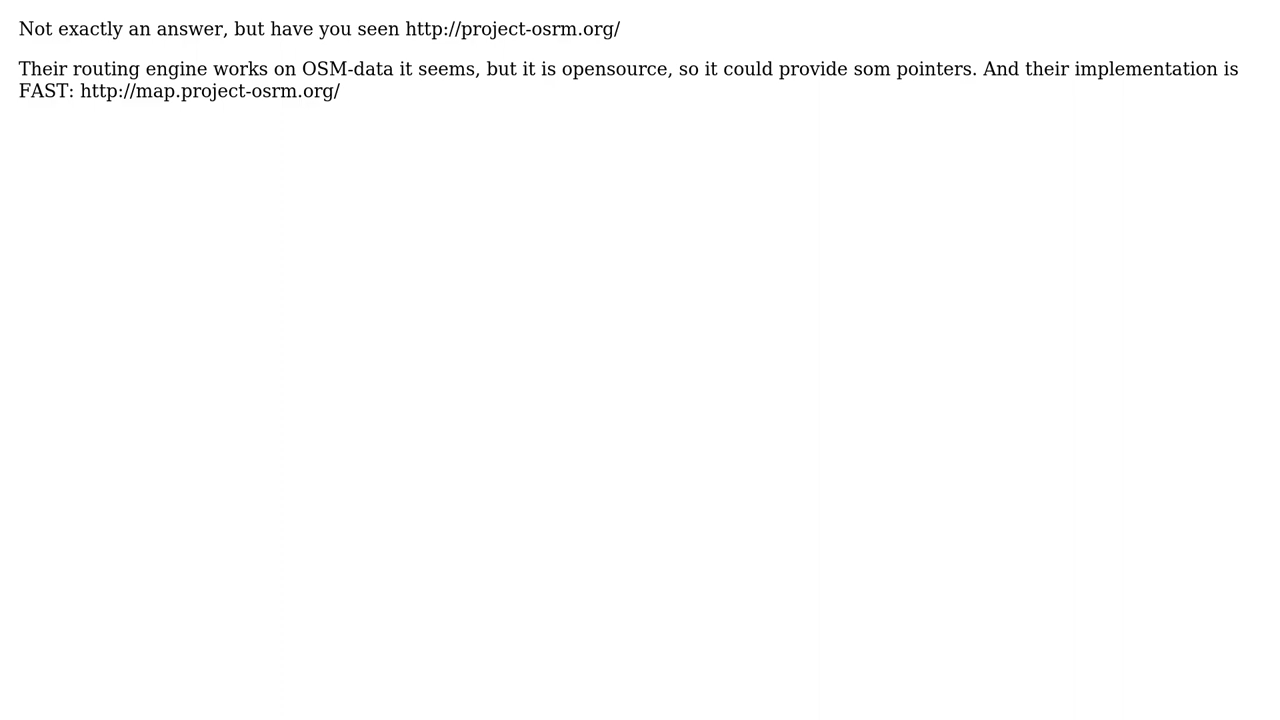 Not exactly an answer, but have you seen http://project-osrm.org/
Their routing engine works on OSM-data it seems, but it is opensource, so it could provide som pointers. And their implementation is
FAST: http://map.project-osrm.org/